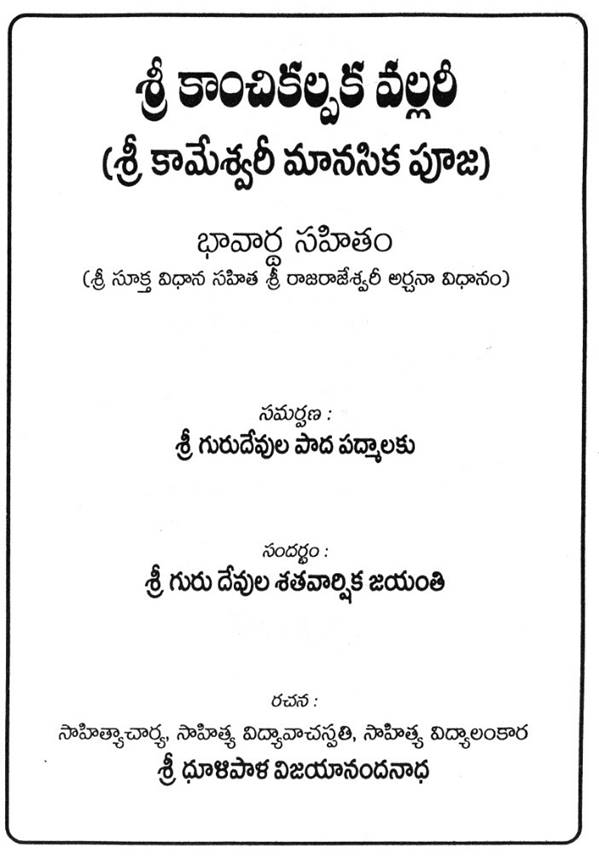 శ్రీ కాంచికల్పక వల్లరీ
(శ్రీ కామేశ్వరీ మానసిక పూజ)
భావార్థ సహితం
(శ్రీ సూక్త విధాన సహిత శ్రీ రాజరాజేశ్వరీ అర్చనా విధానం)
సమర్పణ :
శ్రీ గురుదేవుల పాద పద్మాలకు
సందర్భం :
శ్రీ గురు దేవుల శతవార్షిక జయంతి
రచన :
సాహిత్యాచార్య, సాహిత్య విద్యావాచస్పతి, సాహిత్య విద్యాలంకార
శ్రీ ధూళిపాళ విజయానందనాధ